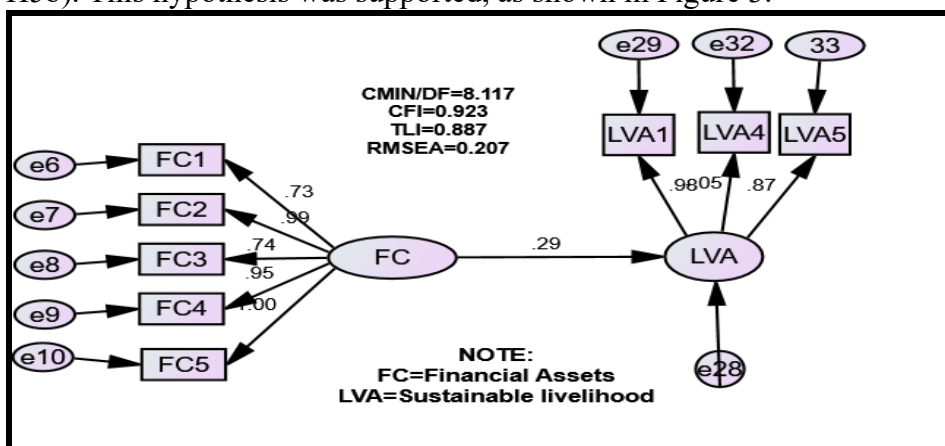 H3c). This hypothesis was supported, as shown in Figure 3.
e29 e32 33
CMIN/DF=8.117
CFI=0.923
TLI=0.887
RMSEA=0.207
LVA1 LVA4 LVA5
e6 FC1
.73
.98 .05 .87
e7 FC2
.99
e8 FC3
.74
FC
.29
LVA
.95
e9 FC4
1.00
e10 FC5
NOTE:
FC=Financial Assets
LVA=Sustainable livelihood
e28